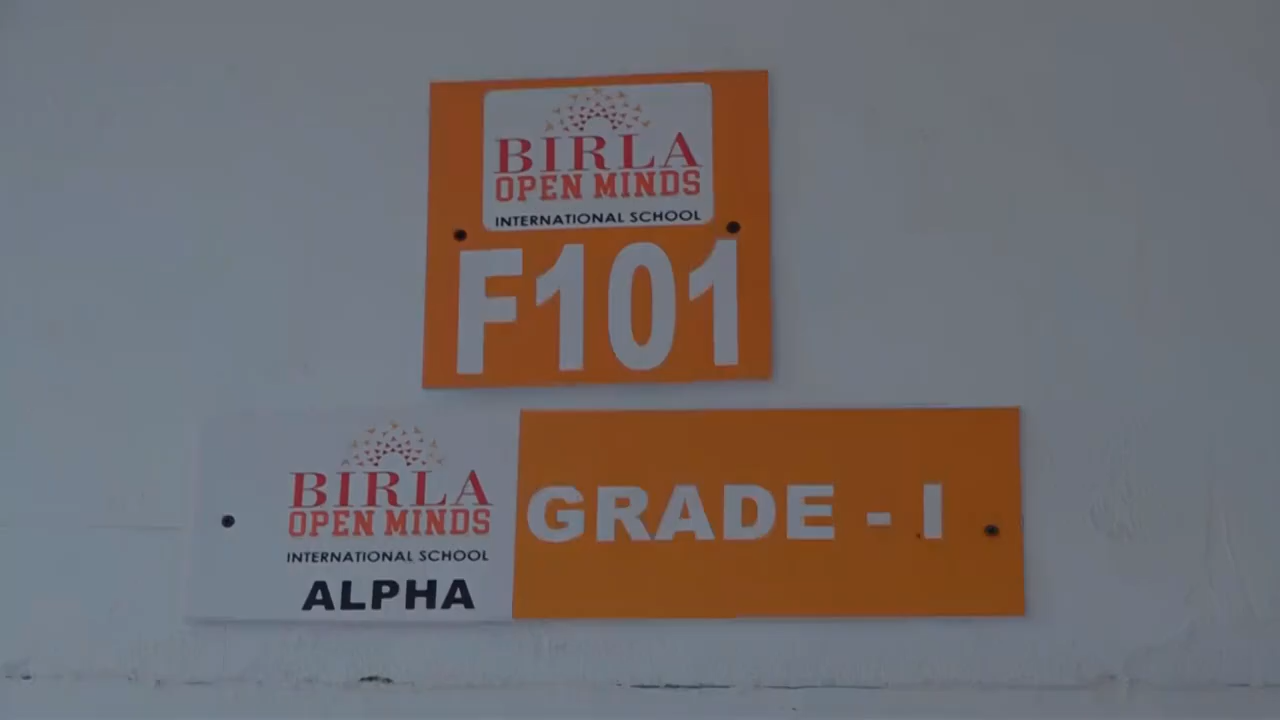 BIRLA
OPEN MINDS
INTERNATIONAL SCHOOL
F101
BIRLA
OPEN MINDS
INTERNATIONAL SCHOOL
ALPHA
GRADE - I